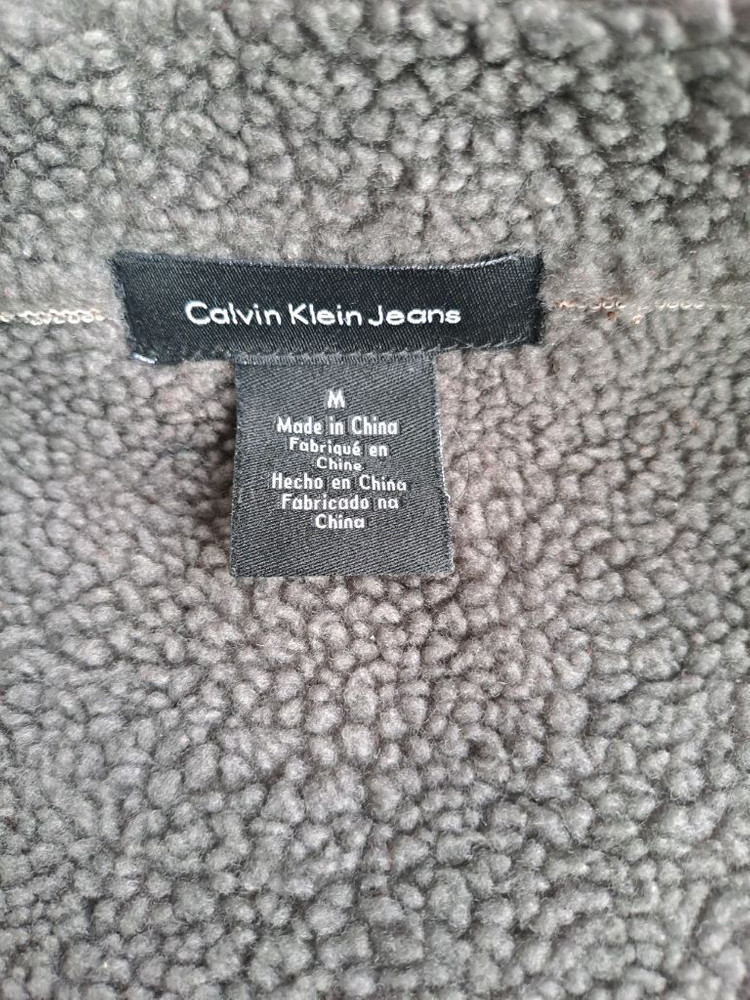 Calvin Klein Jeans
M
Made in China
Fabriqué en
Chine
Hecho en China
Fabricado na
China